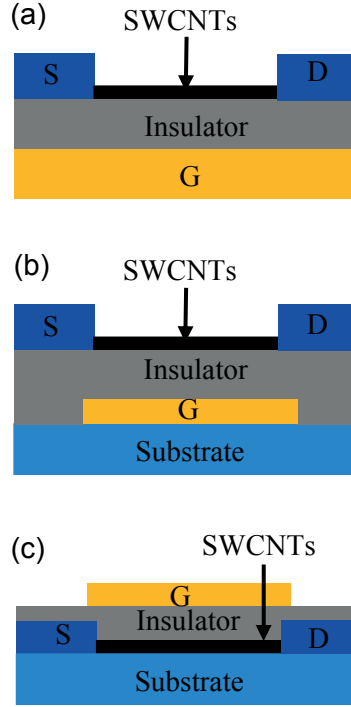 (a)
SWCNTs
S
D
Insulator
G
(b)
SWCNTs
S
D
Insulator
G
Substrate
(c)
SWCNTs
G
Insulator
S
D
Substrate